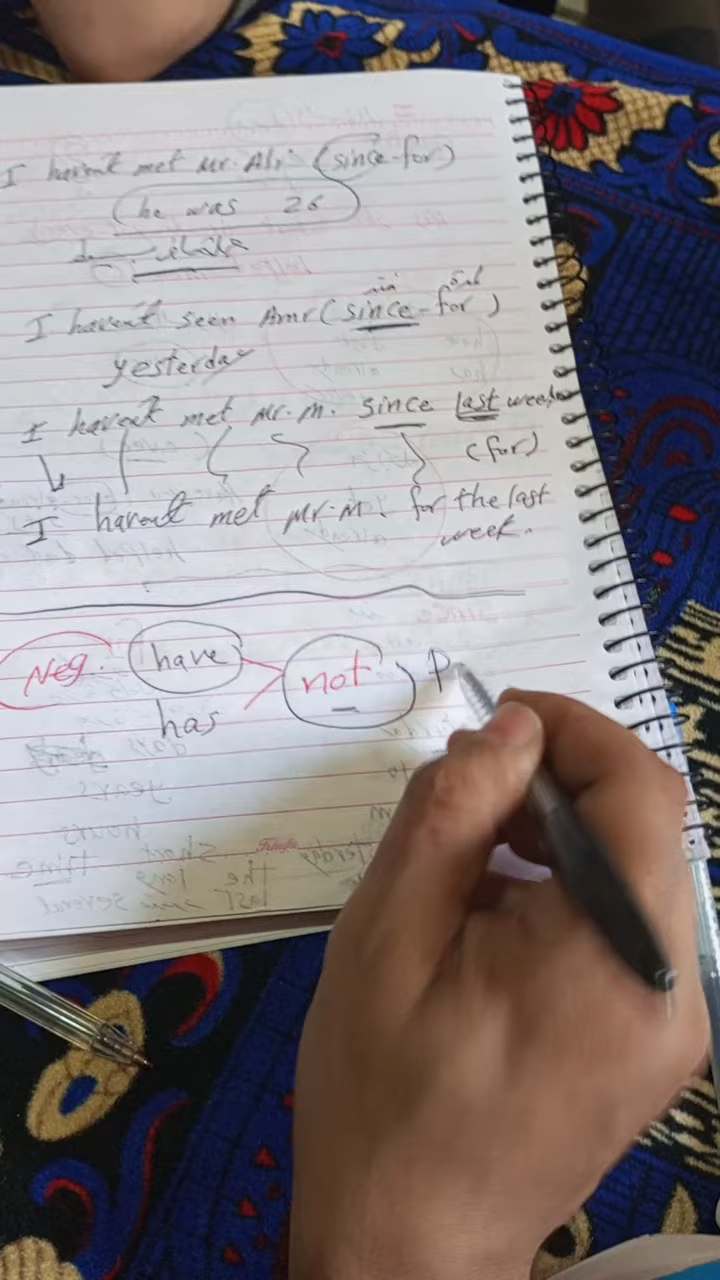 I haven't met Mr. Ali (since-for)
he was 26
I haven't seen Amr (since-for)
yesterday
I haven't met Mr. M. since last week
(for)
I haven't met Mr. M. for the last
week.
Neg. have not P
has